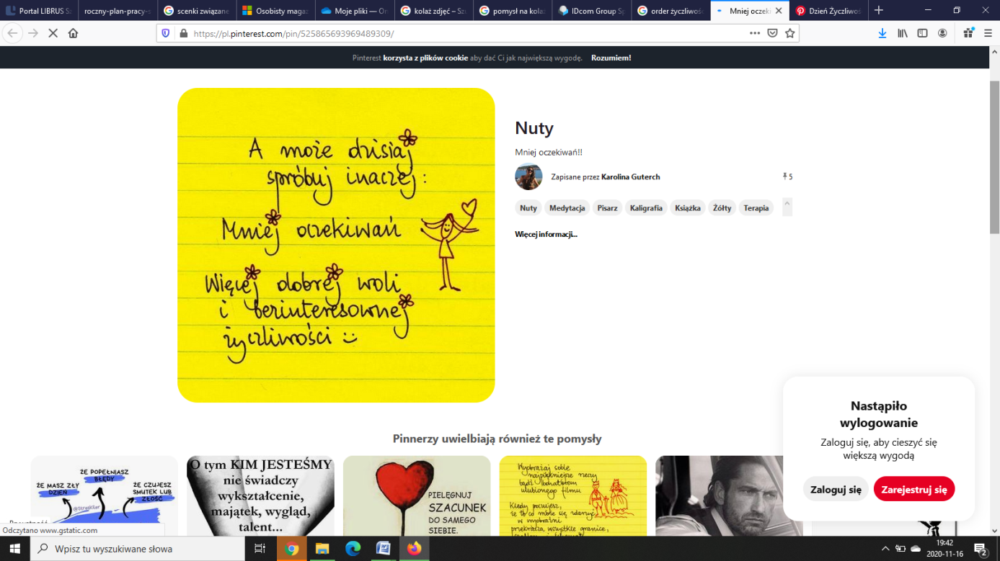 Portal LIBRUS Sz
roczny-plan-pracy-s
scenki związane
Osobisty magaz
Moje pliki — On
kolaż zdjęć – Szu
pomysł na kolaż
IDcom Group Sp
order życzliwoś
Mniej oczeki
Dzień Życzliwoś
https://pl.pinterest.com/pin/525865693969489309/
Pinterest korzysta z plików cookie aby dać Ci jak największą wygodę. Rozumiem!
A może dzisiaj
spróbuj inaczej:
Mniej oczekiwań
Więcej dobrej woli
i bezinteresownej
życzliwości
Nuty
Mniej oczekiwań!!
Zapisane przez Karolina Guterch
5
Nuty Medytacja Pisarz Kaligrafia Książka Żółty Terapia
Więcej informacji...
Nastąpiło
wylogowanie
Zaloguj się, aby cieszyć się
większą wygodą
Zaloguj się Zarejestruj się
Pinnerzy uwielbiają również te pomysły
ŻE MASZ ZŁY
DZIEŃ
ŻE POPEŁNIASZ
BŁĘDY
ŻE CZUJESZ
SMUTEK LUB
ZŁOŚĆ
@StresKiler
O tym KIM JESTEŚMY
nie świadczy
wykształcenie,
majątek, wygląd,
talent...
PIELĘGNUJ
SZACUNEK
DO SAMEGO
SIEBIE.
Wyobrażaj sobie
najpiękniejsze rzeczy
bądź bohaterem
ulubionego filmu
Kiedy poczujesz,
że to co może się zdarzyć
w wyobraźni
przekracza wszystkie granice,
Odczytano www.gstatic.com
Wpisz tu wyszukiwane słowa
19:42
2020-11-16
2